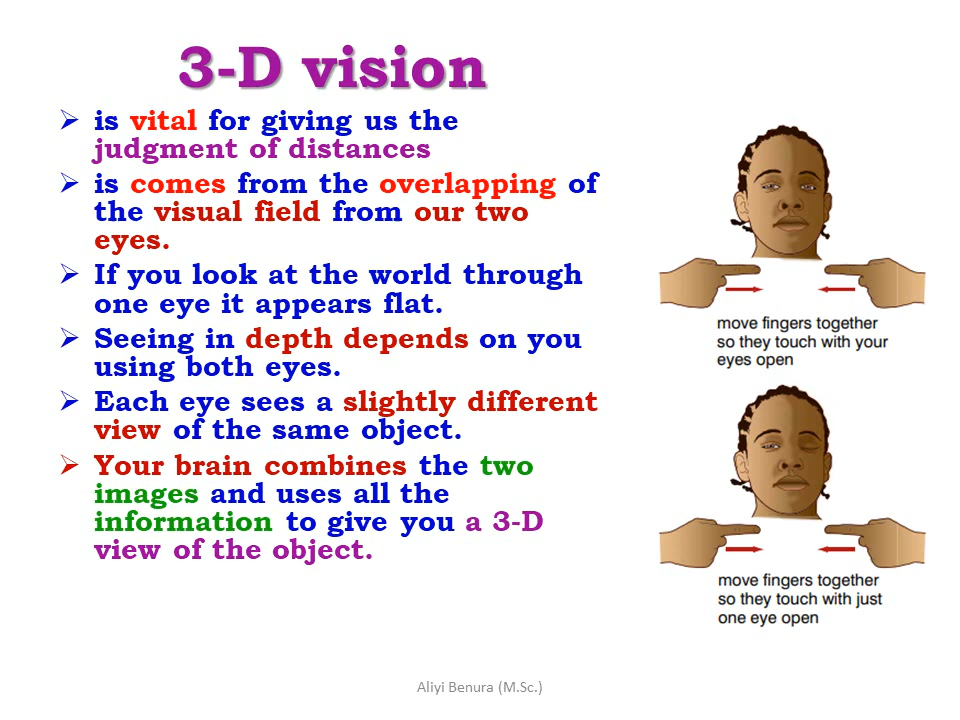 3-D vision
is vital for giving us the
judgment of distances
is comes from the overlapping of
the visual field from our two
eyes.
If you look at the world through
one eye it appears flat.
Seeing in depth depends on you
using both eyes.
Each eye sees a slightly different
view of the same object.
Your brain combines the two
images and uses all the
information to give you a 3-D
view of the object.
move fingers together
so they touch with your
eyes open
move fingers together
so they touch with just
one eye open
Aliyi Benura (M.Sc.)